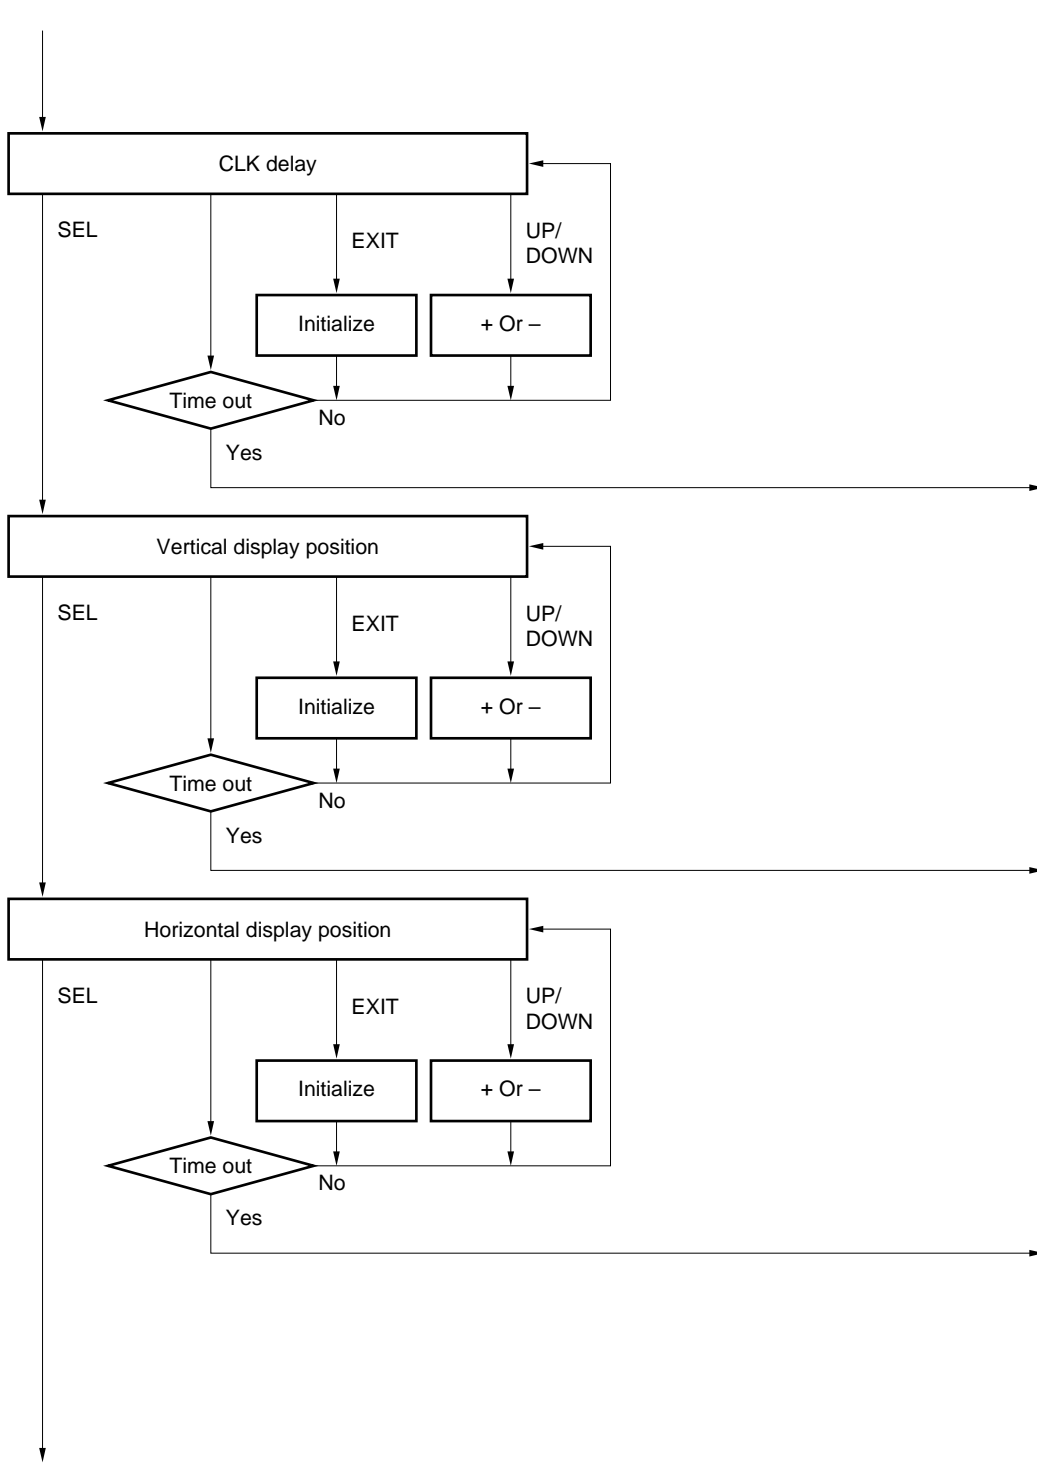 CLK delay
SEL
EXIT
UP/
DOWN
Initialize
+ Or –
Time out
No
Yes
Vertical display position
SEL
EXIT
UP/
DOWN
Initialize
+ Or –
Time out
No
Yes
Horizontal display position
SEL
EXIT
UP/
DOWN
Initialize
+ Or –
Time out
No
Yes